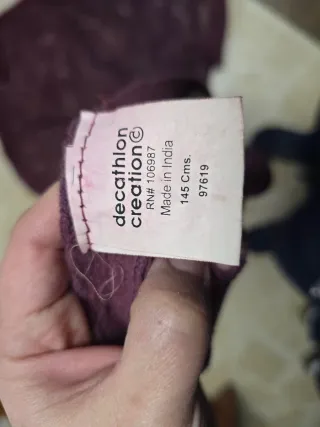 decathlon
creation©
RN# 106987
Made in India
145 Cms.
97619